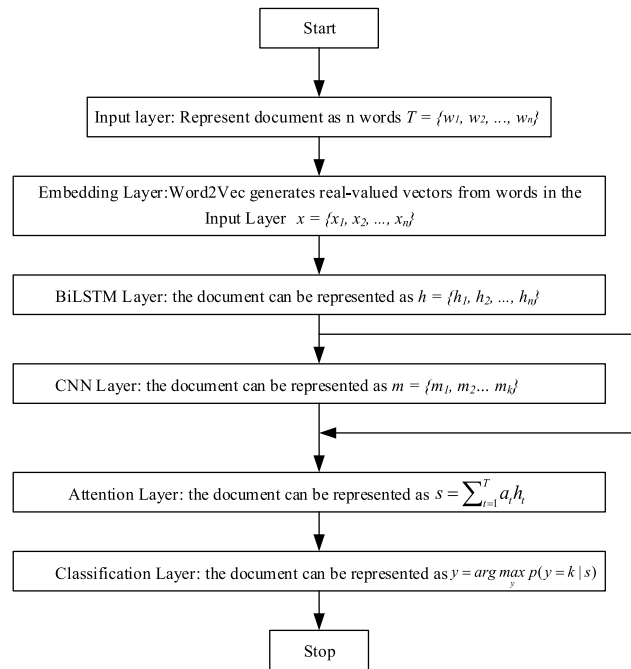 Start
Input layer: Represent document as n words T = {w₁, w₂, ..., wₙ}
Embedding Layer:Word2Vec generates real-valued vectors from words in the
Input Layer x = {x₁, x₂, ..., xₙ}
BiLSTM Layer: the document can be represented as h = {h₁, h₂, ..., hₙ}
CNN Layer: the document can be represented as m = {m₁, m₂... mₖ}
Attention Layer: the document can be represented as s = ∑ₜ₌₁ᵀ aₜhₜ
Classification Layer: the document can be represented as y = arg max p(y = k | s)
y
Stop